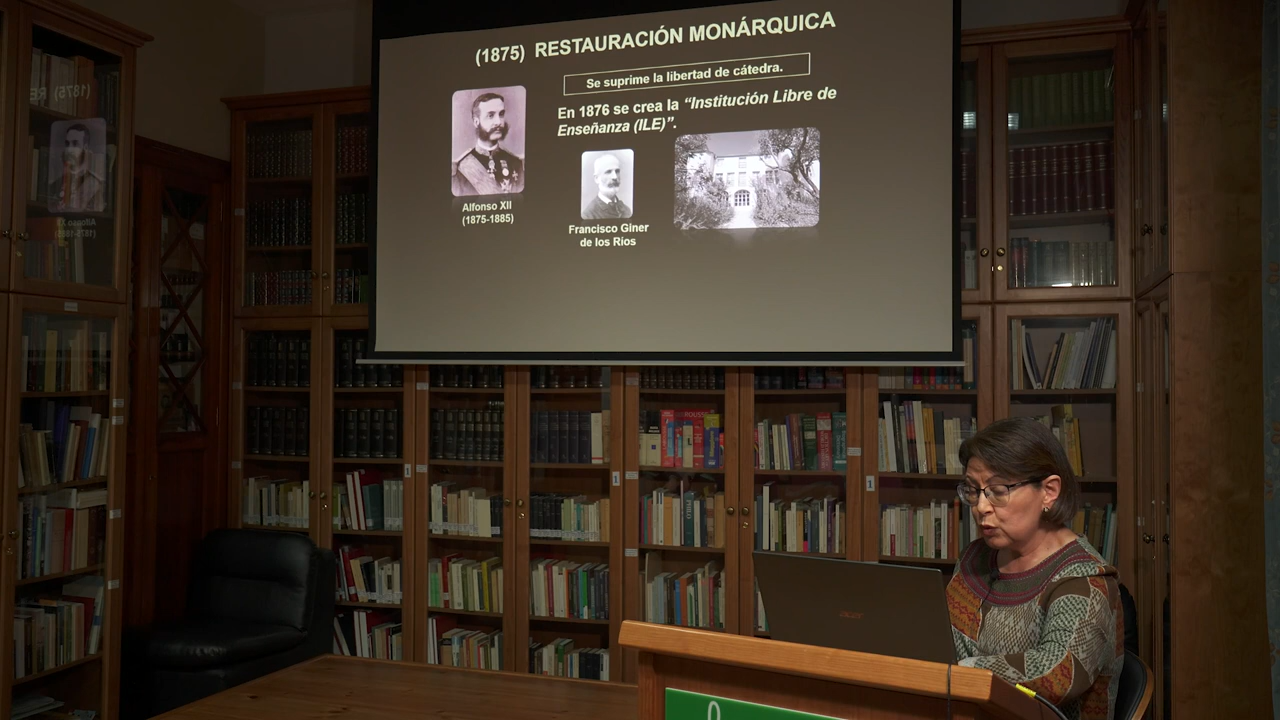 (1875) RESTAURACIÓN MONÁRQUICA
Se suprime la libertad de cátedra.
En 1876 se crea la “Institución Libre de
Enseñanza (ILE)”.
Alfonso XII
(1875-1885)
Francisco Giner
de los Ríos
acer